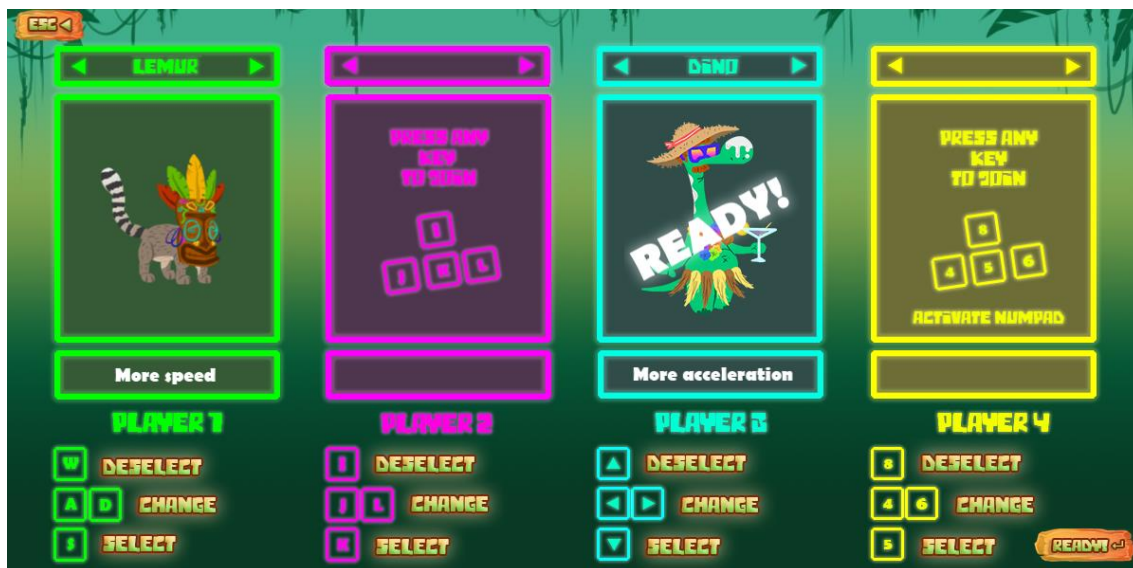 ESC
LEMUR
DINO
PRESS ANY
KEY
TO JOIN
I
J K L
READY!
PRESS ANY
KEY
TO JOIN
8
4 5 6
ACTIVATE NUMPAD
More speed
More acceleration
PLAYER 1
PLAYER 2
PLAYER 3
PLAYER 4
W DESELECT
A D CHANGE
S SELECT
I DESELECT
J L CHANGE
K SELECT
DESELECT
CHANGE
SELECT
8 DESELECT
4 6 CHANGE
5 SELECT
READY!